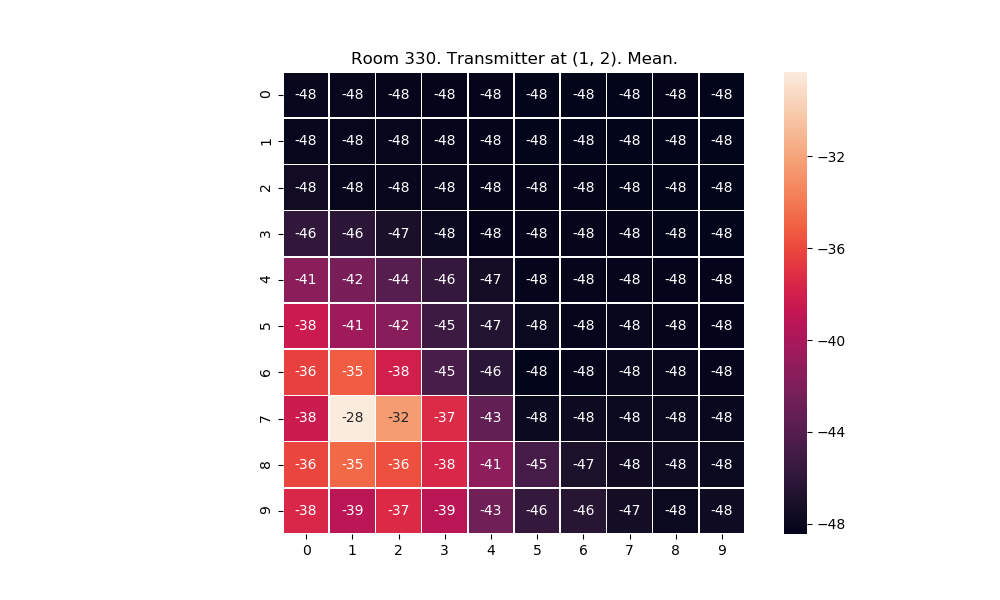 Room 330. Transmitter at (1, 2). Mean.
0 -48 -48 -48 -48 -48 -48 -48 -48 -48 -48
1 -48 -48 -48 -48 -48 -48 -48 -48 -48 -48
2 -48 -48 -48 -48 -48 -48 -48 -48 -48 -48
3 -46 -46 -47 -48 -48 -48 -48 -48 -48 -48
4 -41 -42 -44 -46 -47 -48 -48 -48 -48 -48
5 -38 -41 -42 -45 -47 -48 -48 -48 -48 -48
6 -36 -35 -38 -45 -46 -48 -48 -48 -48 -48
7 -38 -28 -32 -37 -43 -48 -48 -48 -48 -48
8 -36 -35 -36 -38 -41 -45 -47 -48 -48 -48
9 -38 -39 -37 -39 -43 -46 -46 -47 -48 -48
0 1 2 3 4 5 6 7 8 9
−32
−36
−40
−44
−48